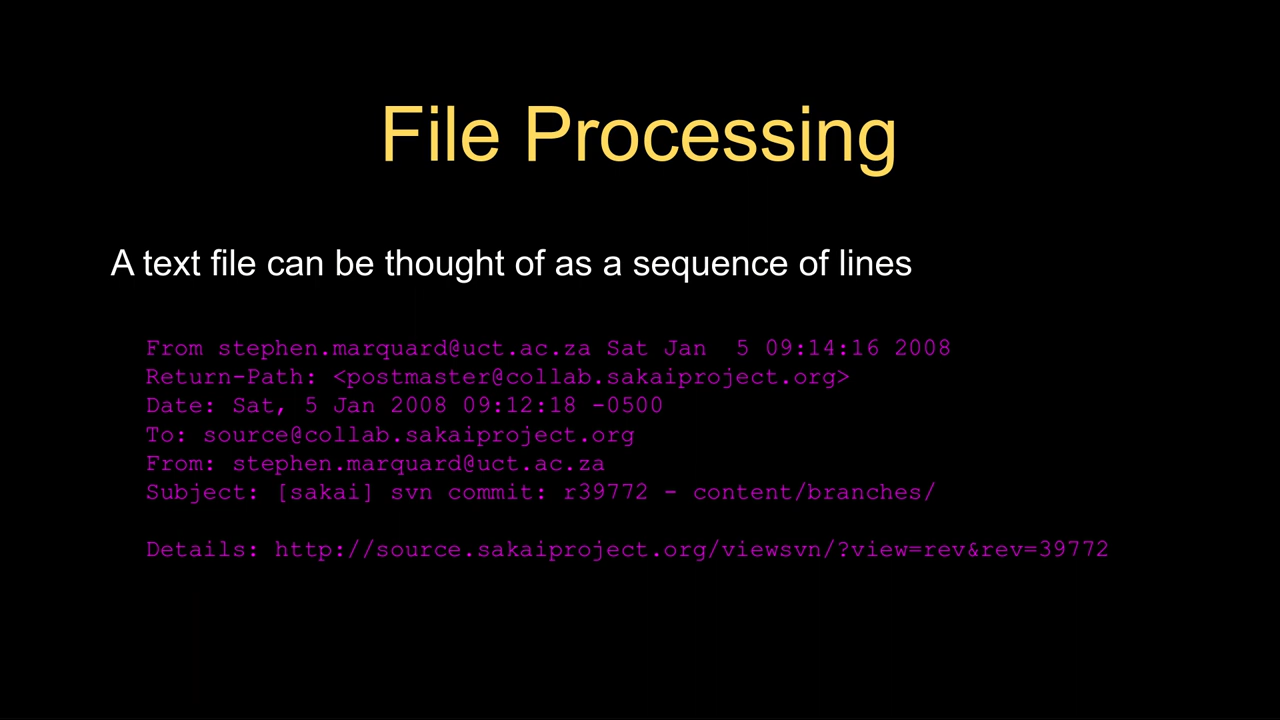 File Processing
A text file can be thought of as a sequence of lines
From stephen.marquard@uct.ac.za Sat Jan  5 09:14:16 2008
Return-Path: <postmaster@collab.sakaiproject.org>
Date: Sat, 5 Jan 2008 09:12:18 -0500
To: source@collab.sakaiproject.org
From: stephen.marquard@uct.ac.za
Subject: [sakai] svn commit: r39772 - content/branches/
Details: http://source.sakaiproject.org/viewsvn/?view=rev&rev=39772